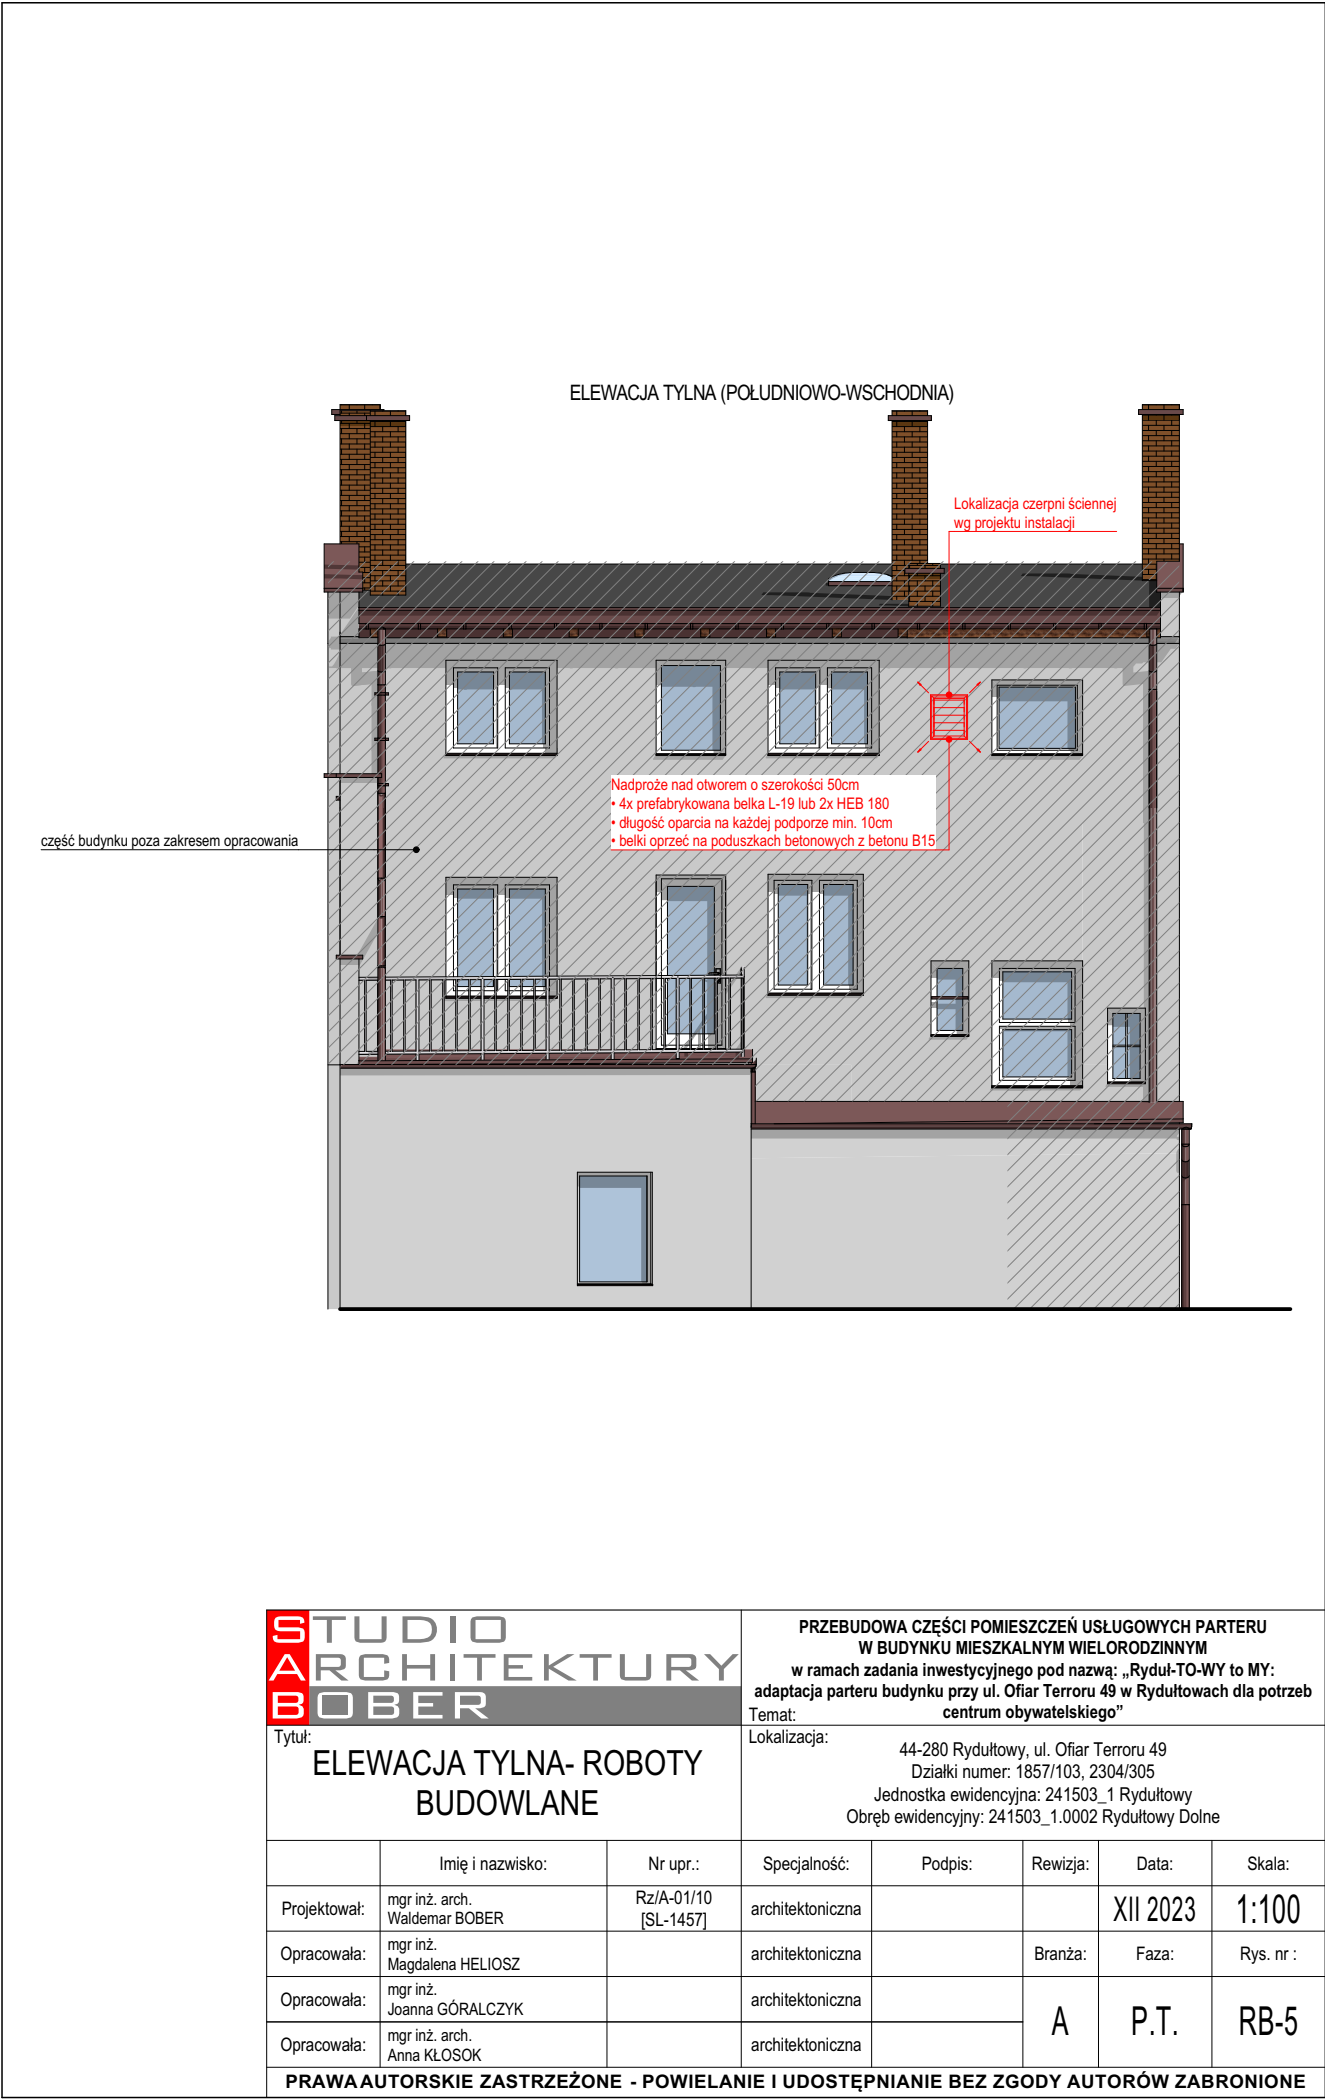 ELEWACJA TYLNA (POŁUDNIOWO-WSCHODNIA)
Lokalizacja czerpni ściennej
wg projektu instalacji
Nadproże nad otworem o szerokości 50cm
• 4x prefabrykowana belka L-19 lub 2x HEB 180
• długość oparcia na każdej podporze min. 10cm
• belki oprzeć na poduszkach betonowych z betonu B15
część budynku poza zakresem opracowania
STUDIO
ARCHITEKTURY
BOBER
PRZEBUDOWA CZĘŚCI POMIESZCZEŃ USŁUGOWYCH PARTERU
W BUDYNKU MIESZKALNYM WIELORODZINNYM
w ramach zadania inwestycyjnego pod nazwą: „Ryduł-TO-WY to MY:
adaptacja parteru budynku przy ul. Ofiar Terroru 49 w Rydułtowach dla potrzeb
Temat: centrum obywatelskiego”
Tytuł:
ELEWACJA TYLNA- ROBOTY
BUDOWLANE
Lokalizacja:
44-280 Rydułtowy, ul. Ofiar Terroru 49
Działki numer: 1857/103, 2304/305
Jednostka ewidencyjna: 241503_1 Rydułtowy
Obręb ewidencyjny: 241503_1.0002 Rydułtowy Dolne
Imię i nazwisko: Nr upr.: Specjalność: Podpis: Rewizja: Data: Skala:
Projektował: mgr inż. arch. Waldemar BOBER Rz/A-01/10 [SL-1457] architektoniczna XII 2023 1:100
Opracowała: mgr inż. Magdalena HELIOSZ architektoniczna Branża: Faza: Rys. nr :
Opracowała: mgr inż. Joanna GÓRALCZYK architektoniczna A P.T. RB-5
Opracowała: mgr inż. arch. Anna KŁOSOK architektoniczna
PRAWA AUTORSKIE ZASTRZEŻONE - POWIELANIE I UDOSTĘPNIANIE BEZ ZGODY AUTORÓW ZABRONIONE